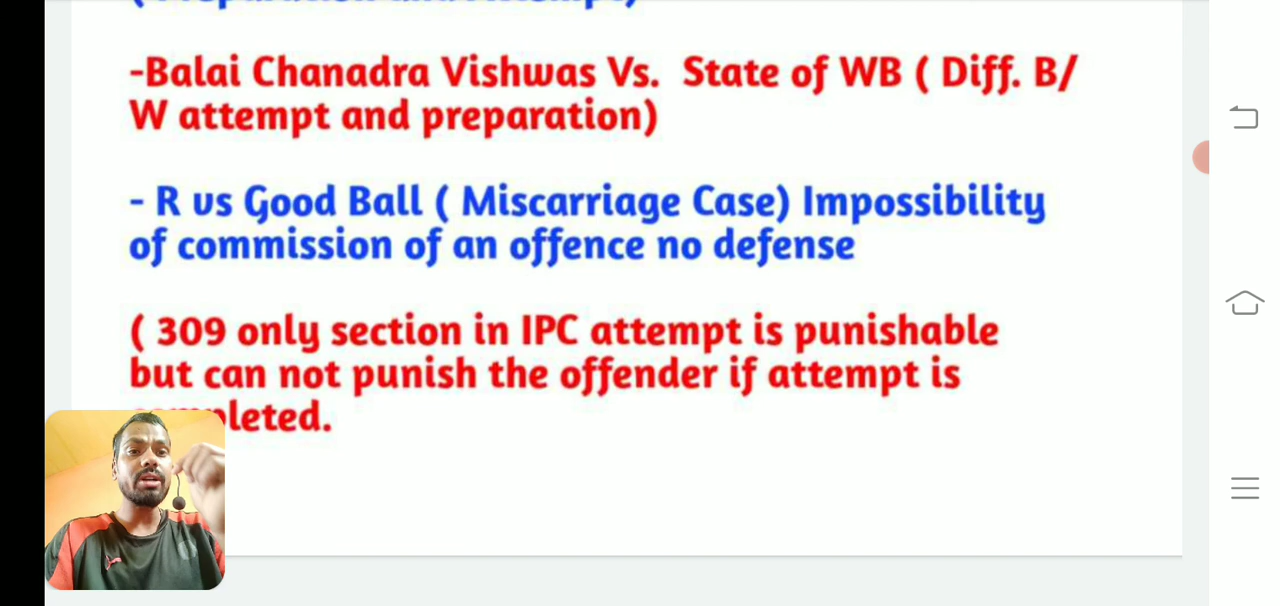 -Balai Chanadra Vishwas Vs. State of WB ( Diff. B/
W attempt and preparation)
- R vs Good Ball ( Miscarriage Case) Impossibility
of commission of an offence no defense
( 309 only section in IPC attempt is punishable
but can not punish the offender if attempt is